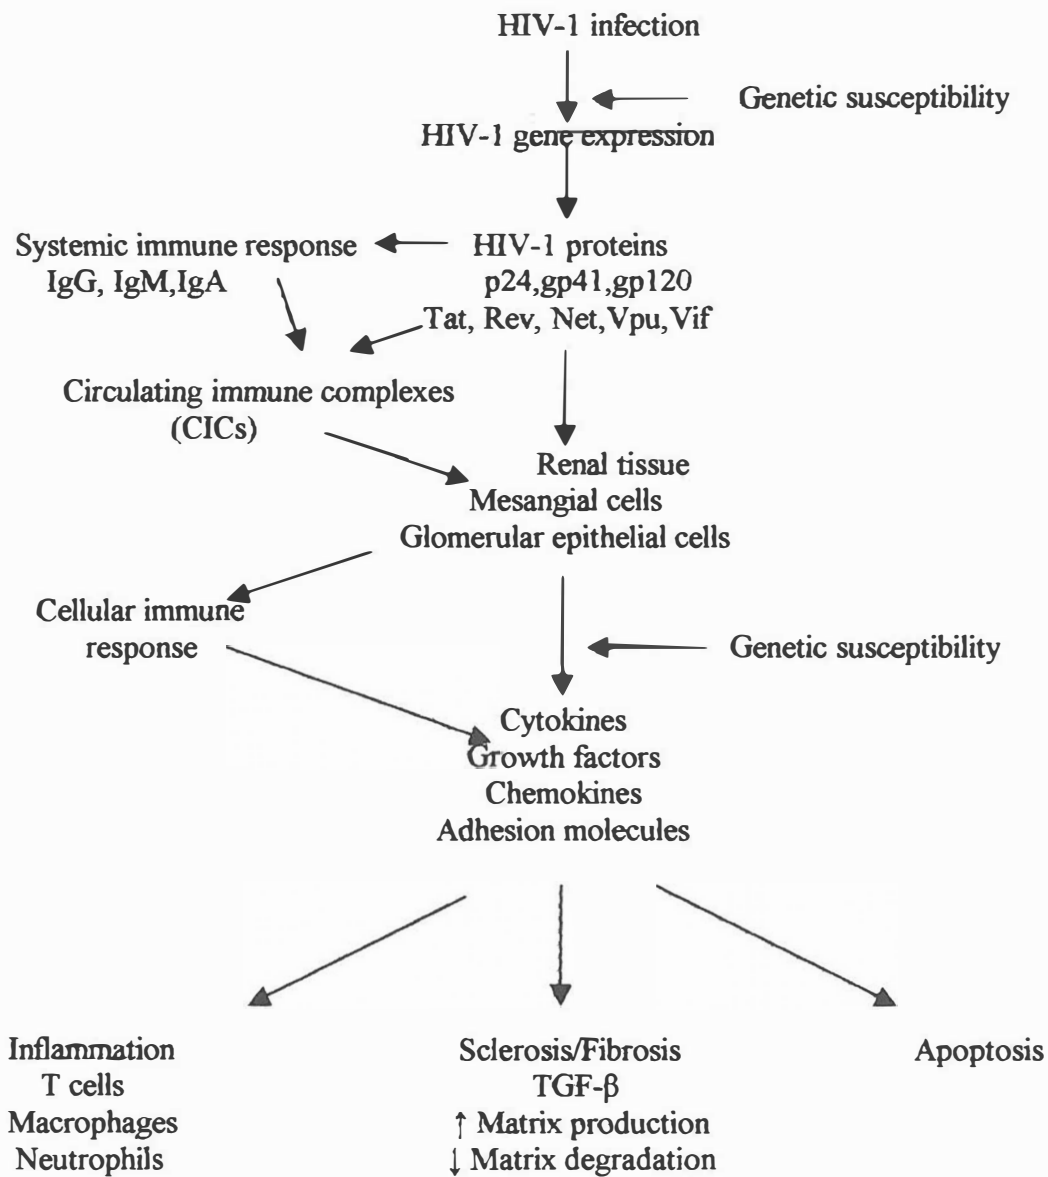 HIV-1 infection
Genetic susceptibility
HIV-1 gene expression
Systemic immune response
IgG, IgM,IgA
HIV-1 proteins
p24,gp41,gp120
Tat, Rev, Net,Vpu,Vif
Circulating immune complexes
(CICs)
Renal tissue
Mesangial cells
Glomerular epithelial cells
Cellular immune
response
Genetic susceptibility
Cytokines
Growth factors
Chemokines
Adhesion molecules
Inflammation
T cells
Macrophages
Neutrophils
Sclerosis/Fibrosis
TGF-β
↑ Matrix production
↓ Matrix degradation
Apoptosis